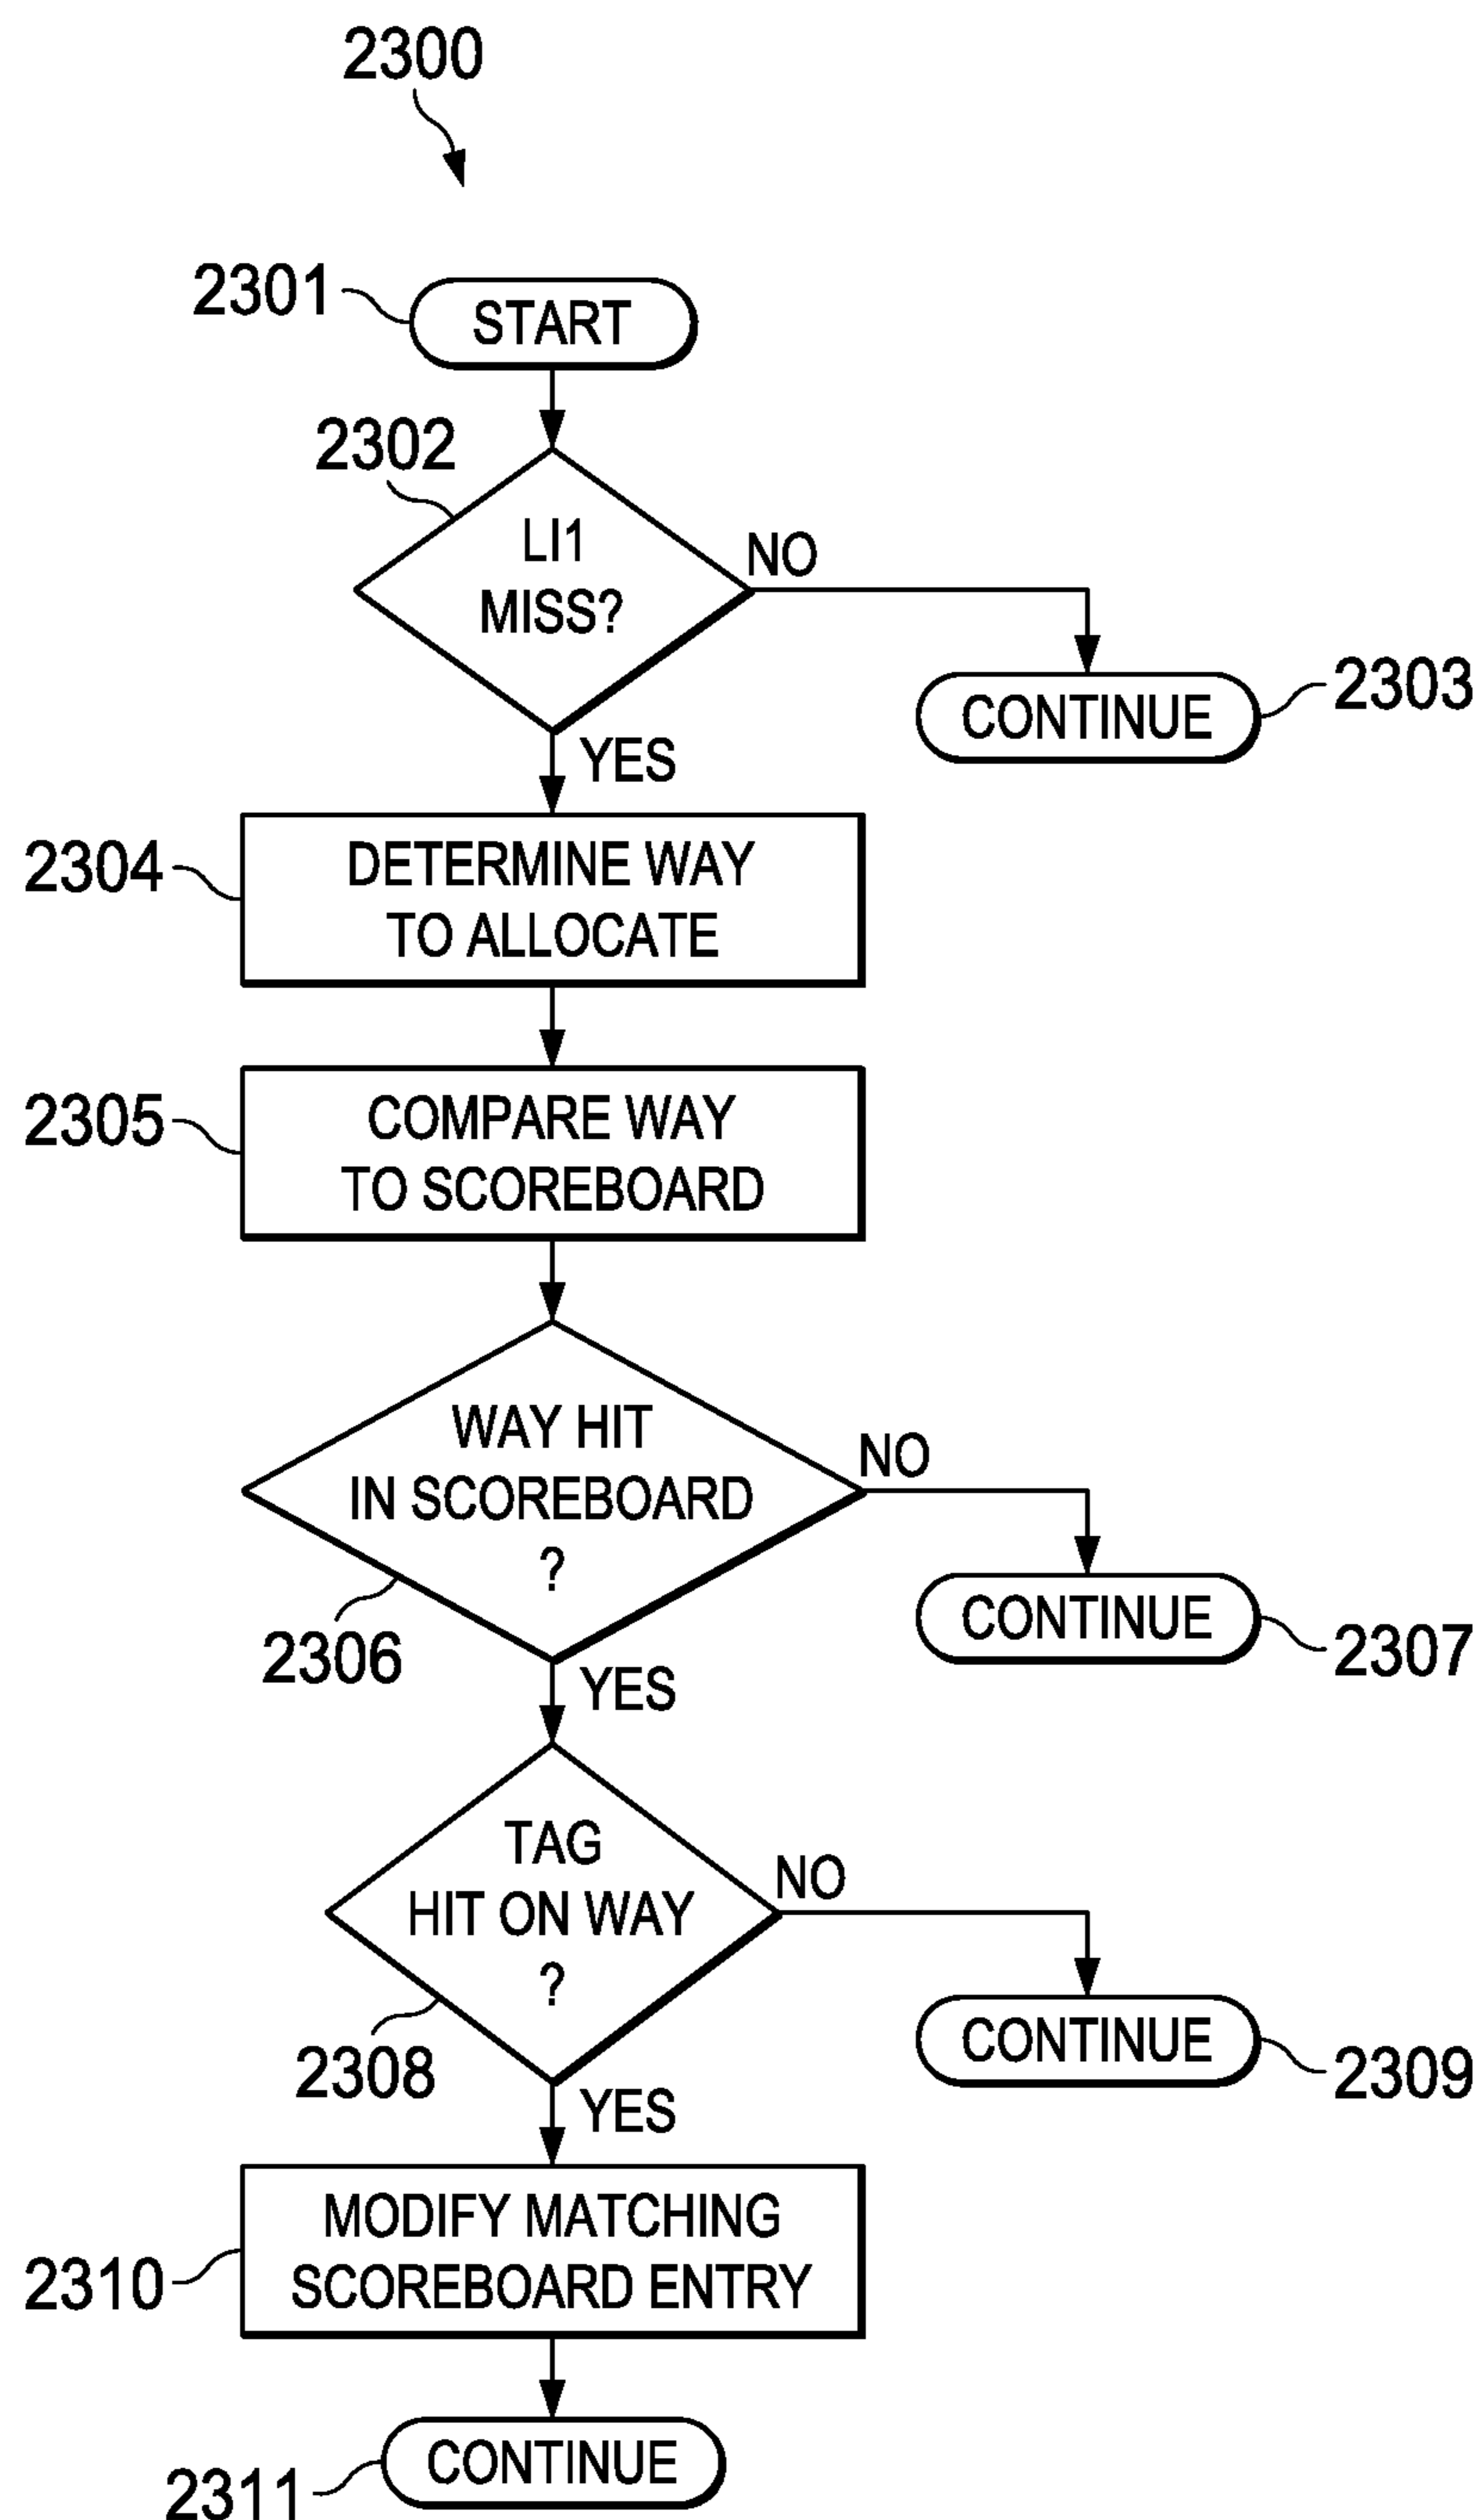 2300
2301
START
2302
LI1
MISS?
NO
2303
CONTINUE
YES
2304
DETERMINE WAY
TO ALLOCATE
2305
COMPARE WAY
TO SCOREBOARD
WAY HIT
IN SCOREBOARD
?
NO
2306
CONTINUE
2307
YES
TAG
HIT ON WAY
?
NO
2308
CONTINUE
2309
YES
2310
MODIFY MATCHING
SCOREBOARD ENTRY
CONTINUE
2311